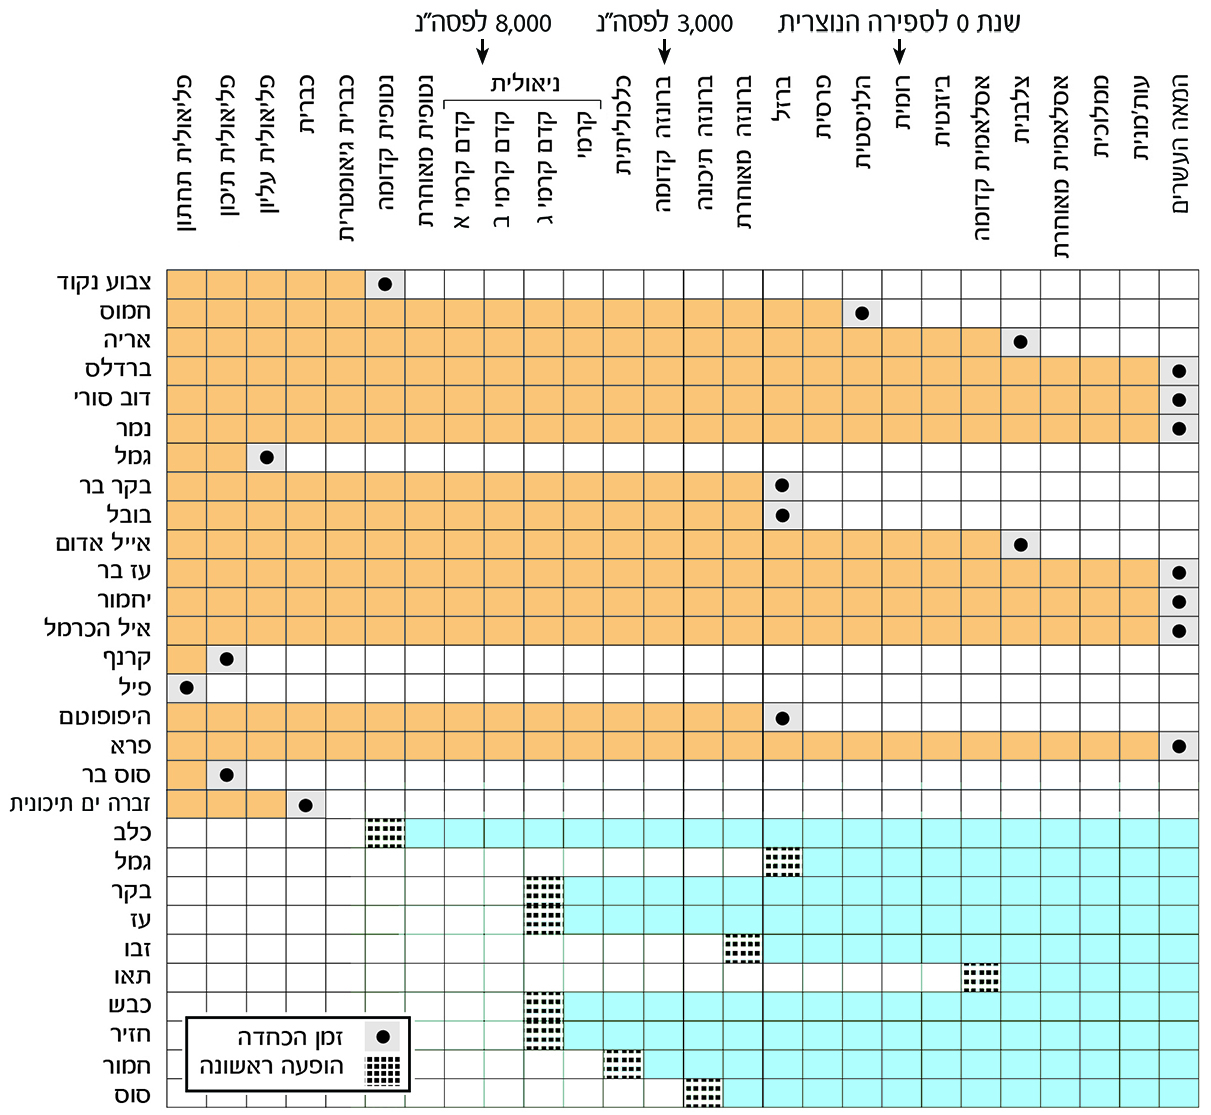 שנת 0 לספירה הנוצרית
3,000 לפסה"נ
8,000 לפסה"נ
ניאולית
פליאולית תחתון
פליאולית תיכון
פליאולית עליון
כברית
כברית גיאומטרית
נטופית קדומה
נטופית מאוחרת
קדם קרמי א
קדם קרמי ב
קדם קרמי ג
קרמי
כלכוליתית
ברונזה קדומה
ברונזה תיכונה
ברונזה מאוחרת
ברזל
פרסית
הלניסטית
רומית
ביזנטית
אסלאמית קדומה
צלבנית
אסלאמית מאוחרת
ממלוכית
עות'מנית
המאה העשרים
צבוע נקוד
חמוס
אריה
ברדלס
דוב סורי
נמר
גמל
בקר בר
בובל
אייל אדום
עז בר
יחמור
איל הכרמל
קרנף
פיל
היפופוטם
פרא
סוס בר
זברה ים תיכונית
כלב
גמל
בקר
עז
זבו
תאו
כבש
חזיר
חמור
סוס
זמן הכחדה
הופעה ראשונה